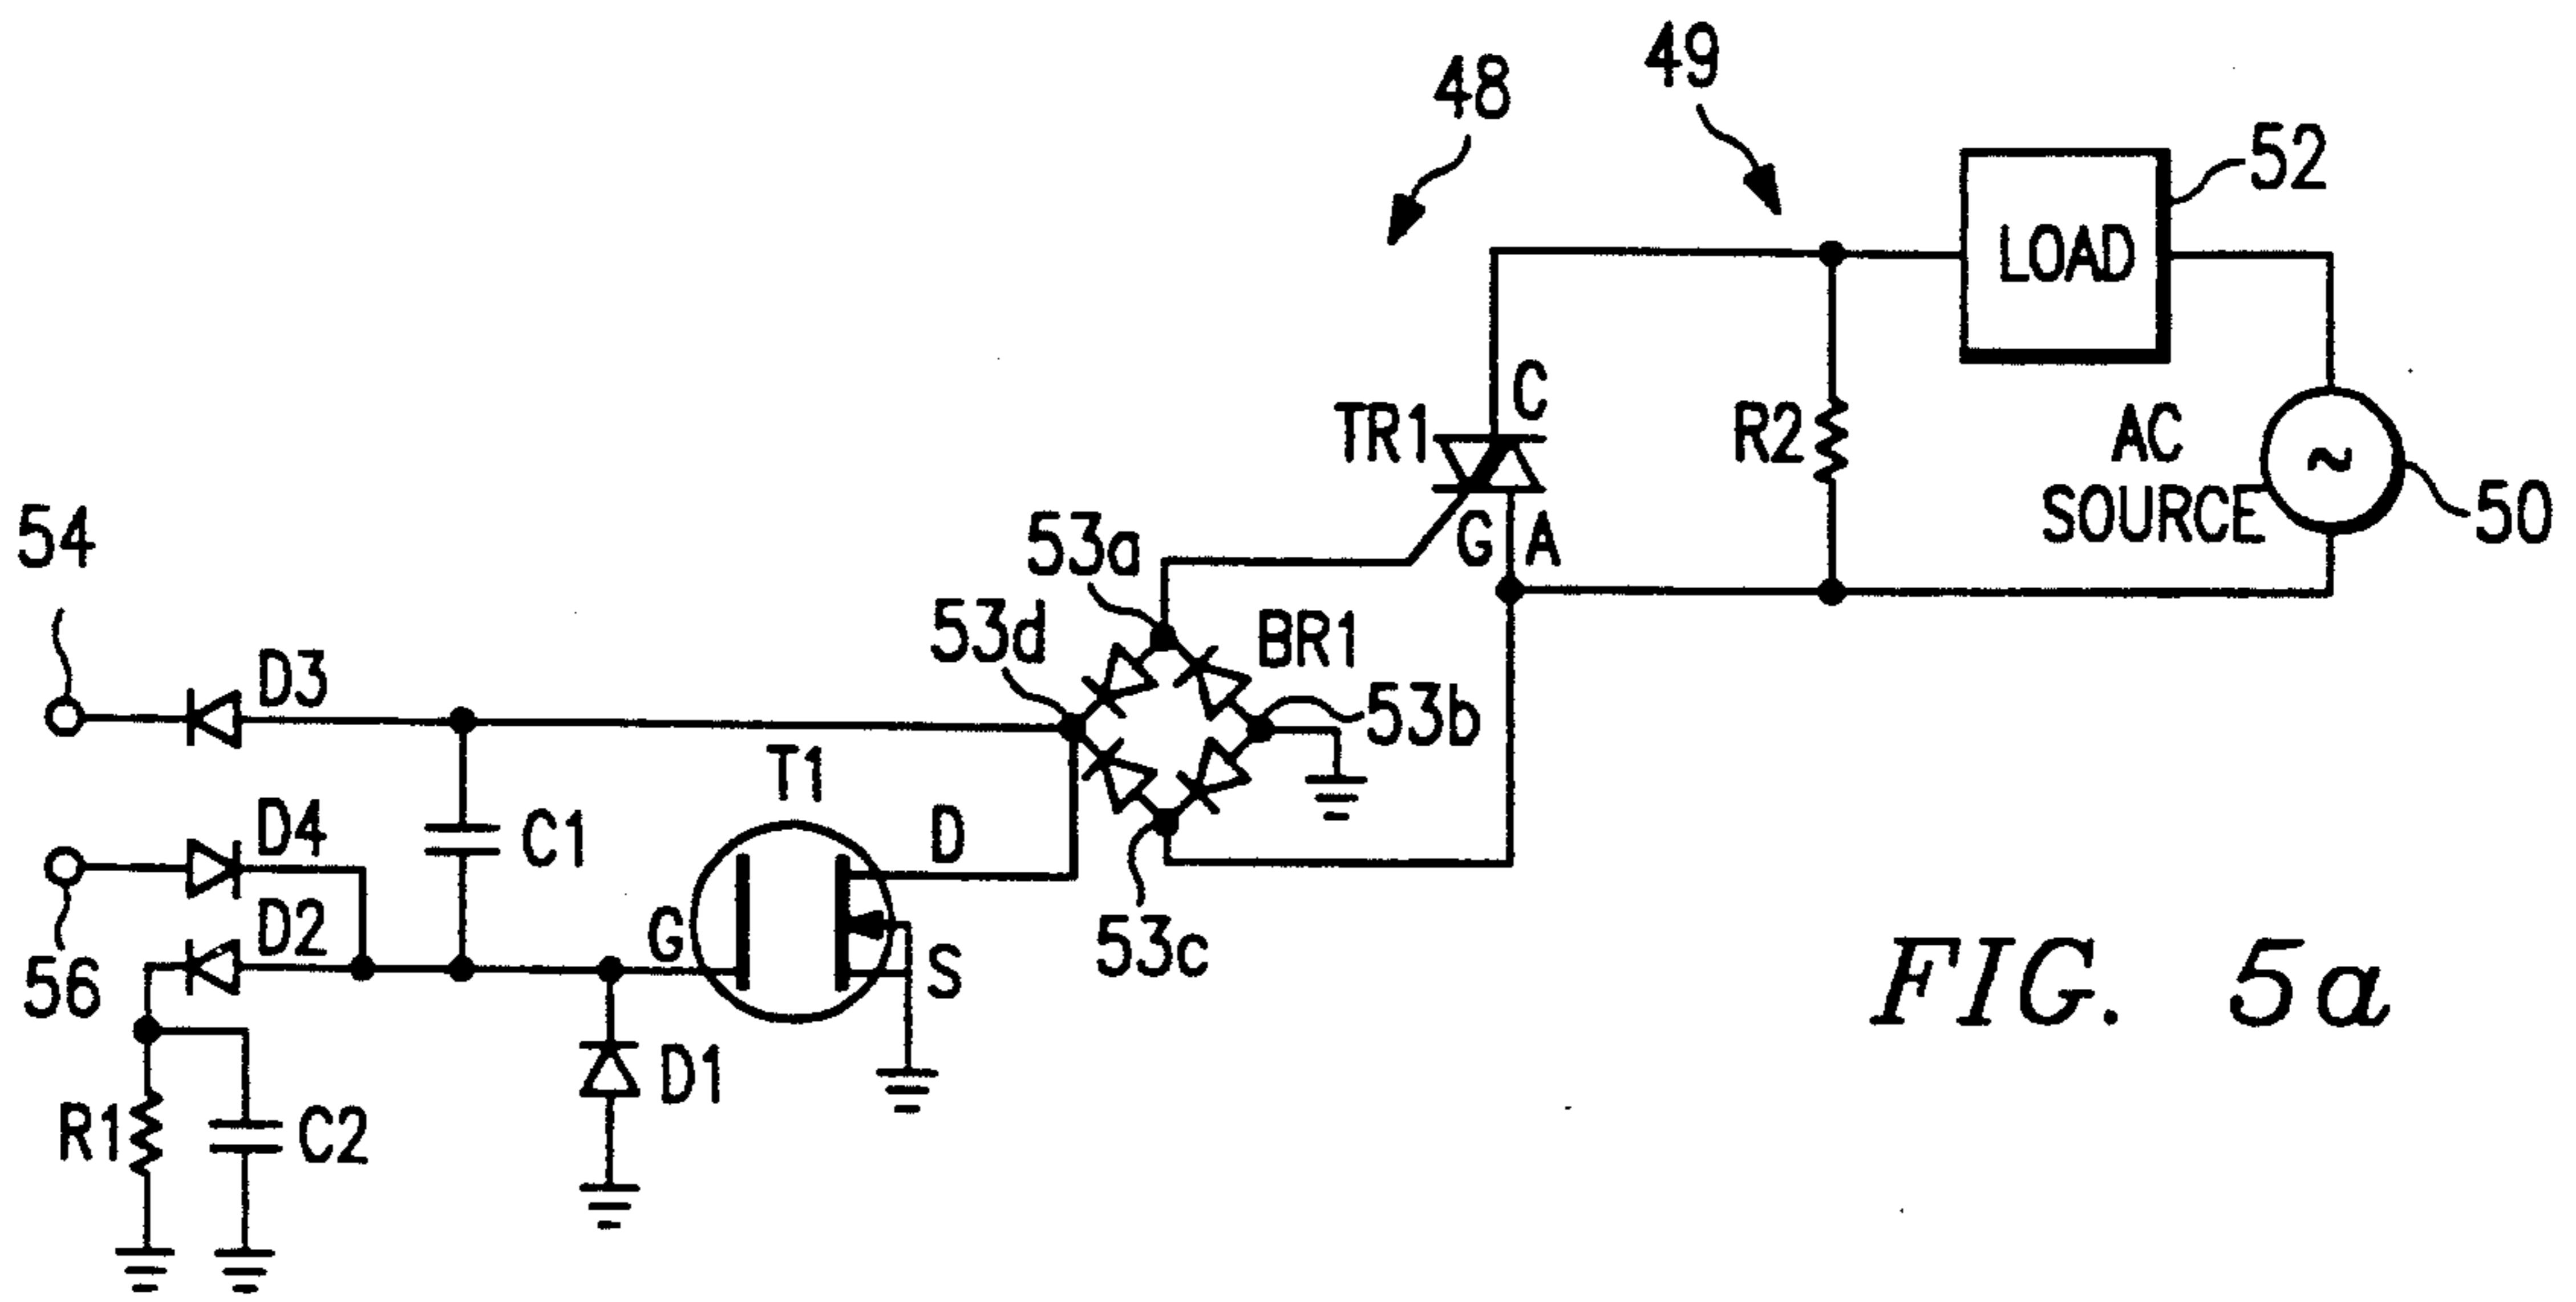 48
49
52
LOAD
C
TR1
R2
AC
SOURCE
~
50
G
A
54
53a
53d
BR1
53b
D3
T1
D4
C1
D
D2
G
S
53c
56
D1
R1
C2
FIG. 5a